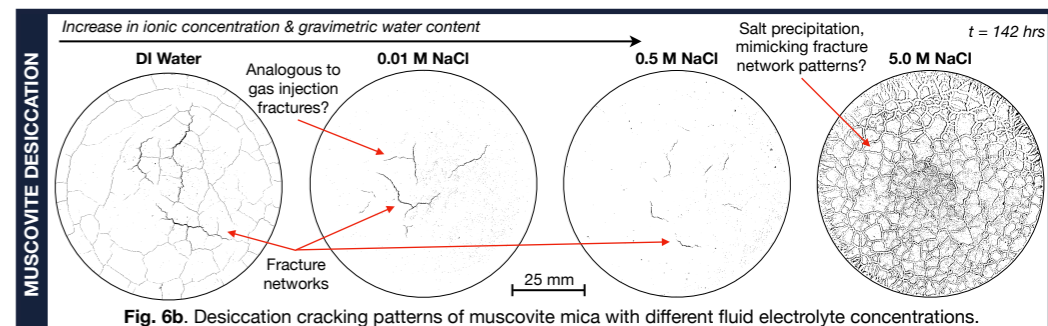 MUSCOVITE DESICCATION
Increase in ionic concentration & gravimetric water content
t = 142 hrs
DI Water
0.01 M NaCl
0.5 M NaCl
5.0 M NaCl
Analogous to
gas injection
fractures?
Salt precipitation,
mimicking fracture
network patterns?
Fracture
networks
25 mm
Fig. 6b. Desiccation cracking patterns of muscovite mica with different fluid electrolyte concentrations.